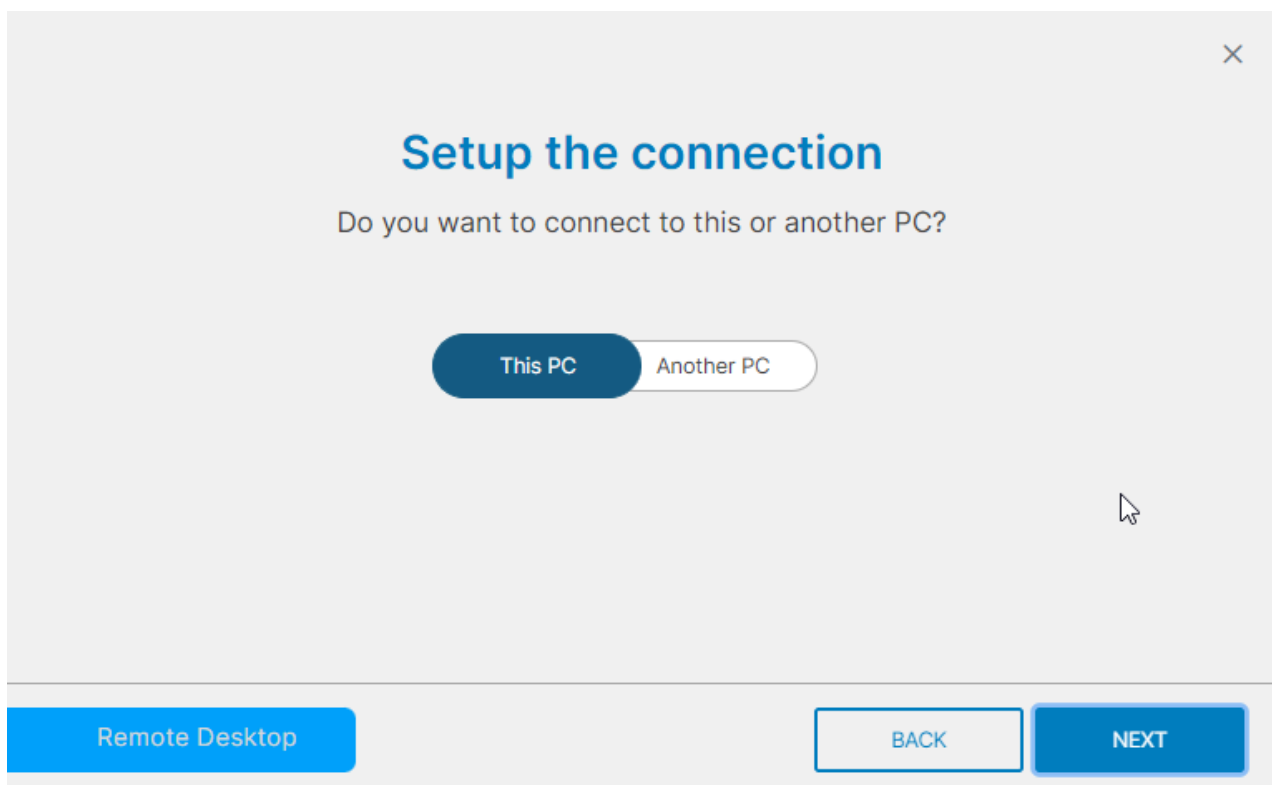 Setup the connection
Do you want to connect to this or another PC?
This PC Another PC
Remote Desktop BACK NEXT